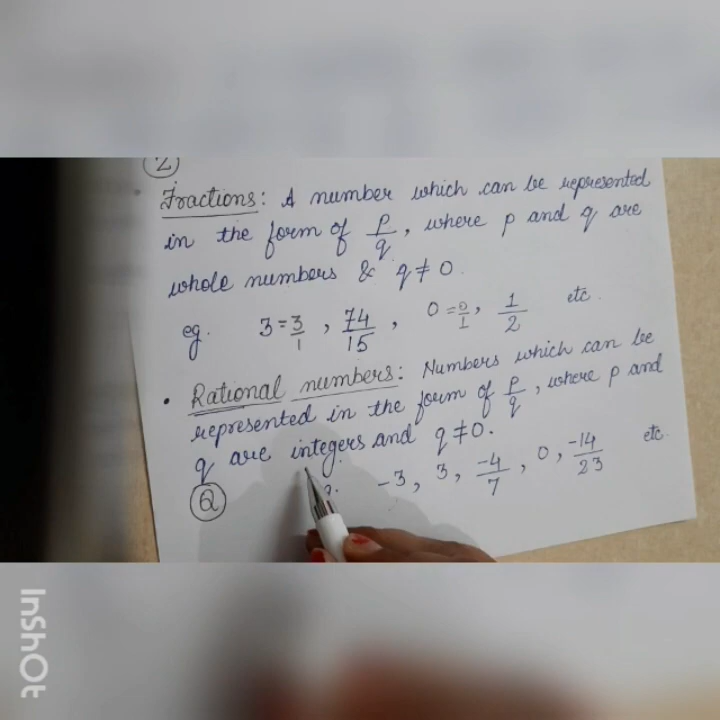 Z
Fractions: A number which can be represented
in the form of p/q, where p and q are
whole numbers & q ≠ 0.
eg. 3 = 3/1, 74/15, 0 = 0/1, 1/2 etc.
• Rational numbers: Numbers which can be
represented in the form of p/q, where p and
q are integers and q ≠ 0.
Q
-3, 3, -4/7, 0, -14/23 etc.
InShOt